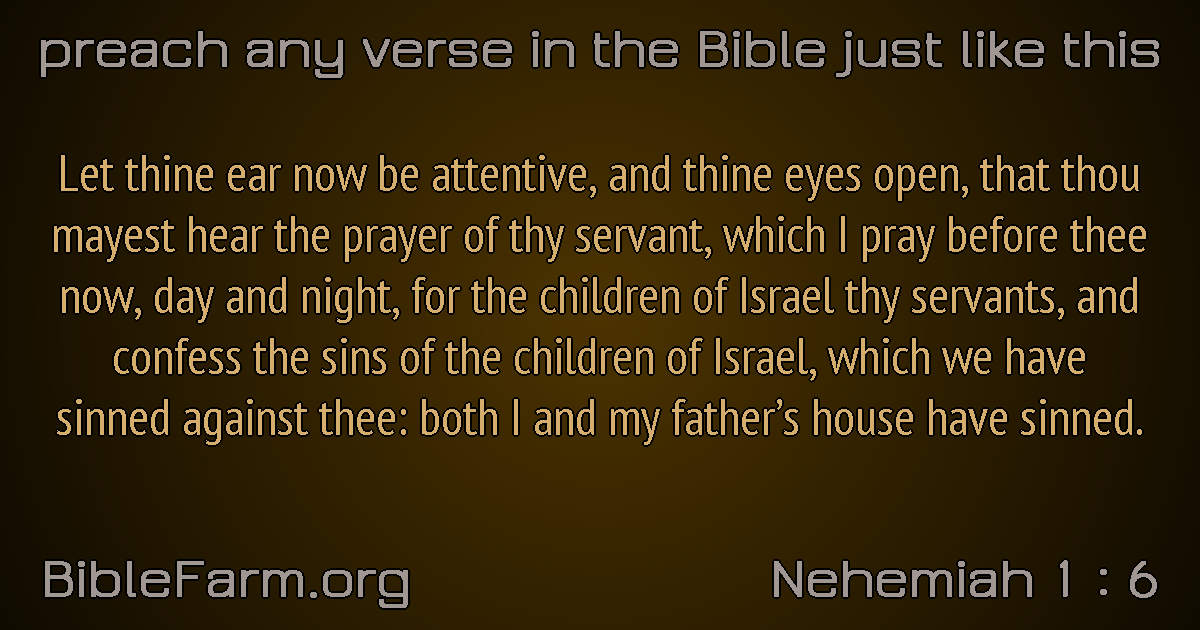 preach any verse in the Bible just like this
Let thine ear now be attentive, and thine eyes open, that thou
mayest hear the prayer of thy servant, which I pray before thee
now, day and night, for the children of Israel thy servants, and
confess the sins of the children of Israel, which we have
sinned against thee: both I and my father’s house have sinned.
BibleFarm.org
Nehemiah 1 : 6